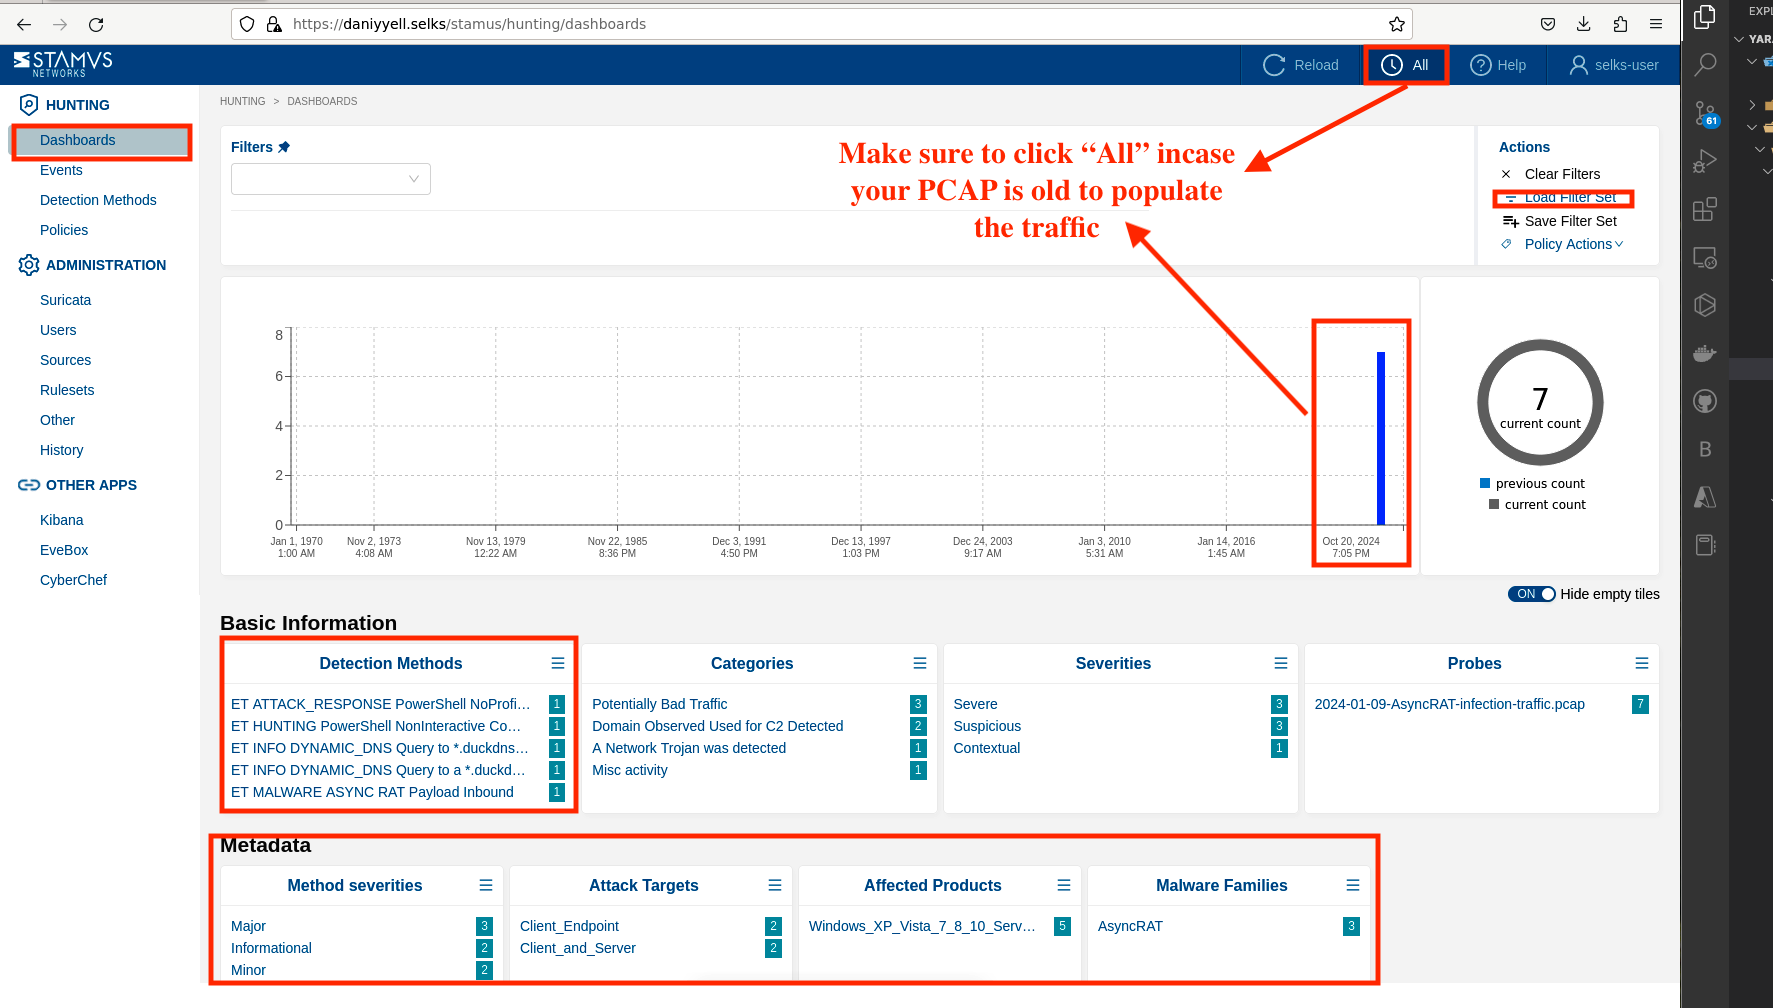 https://daniyyell.selks/stamus/hunting/dashboards
EXPL
STAMVS
NETWORKS
Reload
All
Help
selks-user
YARA
HUNTING
Dashboards
Events
Detection Methods
Policies
ADMINISTRATION
Suricata
Users
Sources
Rulesets
Other
History
OTHER APPS
Kibana
EveBox
CyberChef
HUNTING > DASHBOARDS
Filters
Make sure to click “All” incase
your PCAP is old to populate
the traffic
Actions
Clear Filters
Load Filter Set
Save Filter Set
Policy Actions
61
8
6
4
2
0
Jan 1, 1970
1:00 AM
Nov 2, 1973
4:08 AM
Nov 13, 1979
12:22 AM
Nov 22, 1985
8:36 PM
Dec 3, 1991
4:50 PM
Dec 13, 1997
1:03 PM
Dec 24, 2003
9:17 AM
Jan 3, 2010
5:31 AM
Jan 14, 2016
1:45 AM
Oct 20, 2024
7:05 PM
7
current count
previous count
current count
B
ON Hide empty tiles
Basic Information
Detection Methods
ET ATTACK_RESPONSE PowerShell NoProfi... 1
ET HUNTING PowerShell NonInteractive Co... 1
ET INFO DYNAMIC_DNS Query to *.duckdns... 1
ET INFO DYNAMIC_DNS Query to a *.duckd... 1
ET MALWARE ASYNC RAT Payload Inbound 1
Categories
Potentially Bad Traffic 3
Domain Observed Used for C2 Detected 2
A Network Trojan was detected 1
Misc activity 1
Severities
Severe 3
Suspicious 3
Contextual 1
Probes
2024-01-09-AsyncRAT-infection-traffic.pcap 7
Metadata
Method severities
Major 3
Informational 2
Minor 2
Attack Targets
Client_Endpoint 2
Client_and_Server 2
Affected Products
Windows_XP_Vista_7_8_10_Serv... 5
Malware Families
AsyncRAT 3